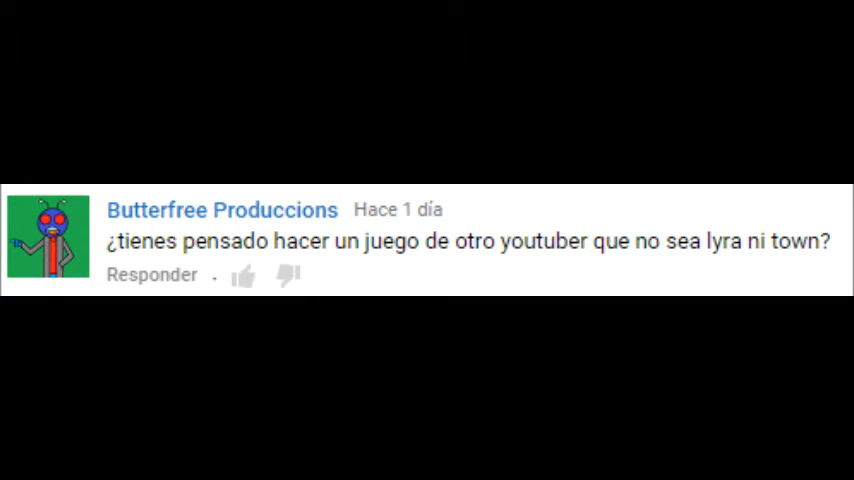 Butterfree Produccions Hace 1 día
¿tienes pensado hacer un juego de otro youtuber que no sea lyra ni town?
Responder .